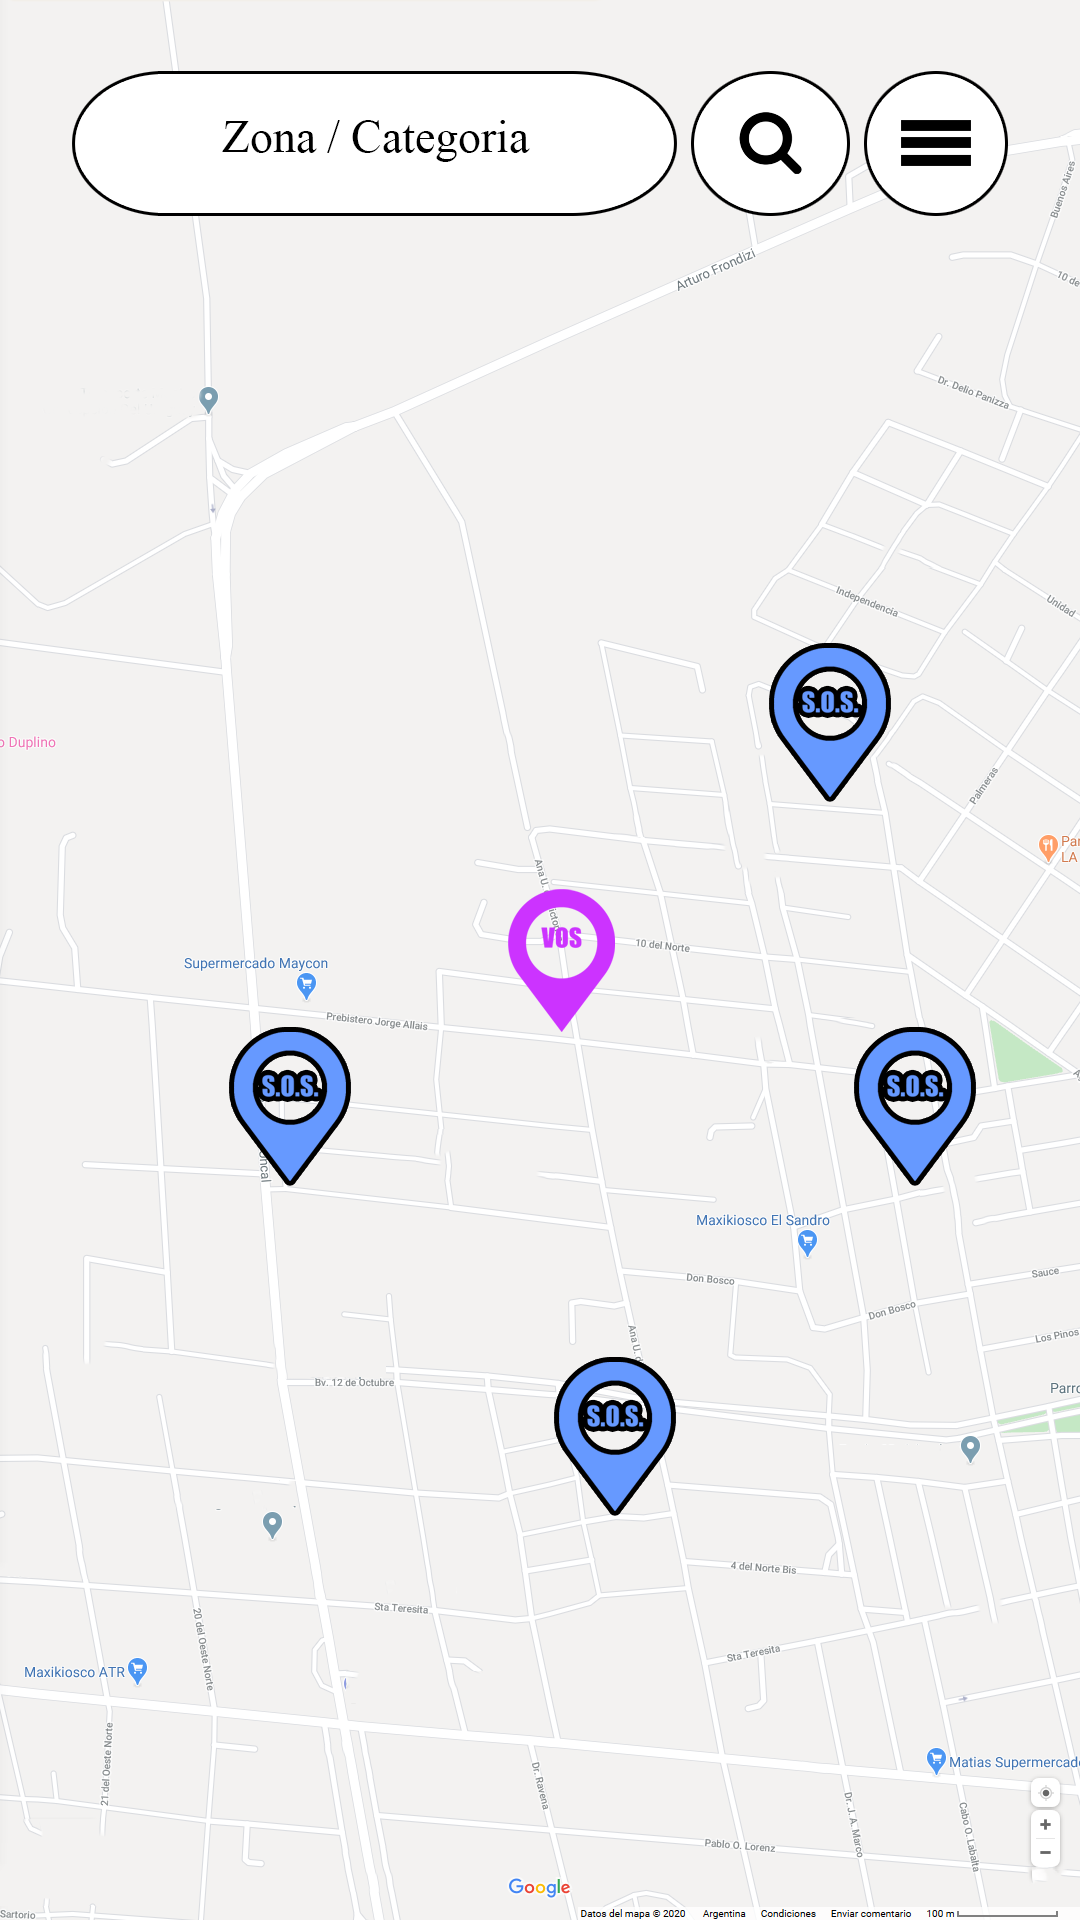 Zona / Categoria
Buenos Aires
Arturo Frondizi
10 de
Dr. Delio Panizza
Independencia
Unidad
S.O.S.
o Duplino
Palmeras
Par
LA
Ana U.
VOS
10 del Norte
Supermercado Maycon
Prebistero Jorge Allais
S.O.S.
S.O.S.
Maxikiosco El Sandro
Don Bosco
Sauce
Don Bosco
Los Pinos
Ana U. d
Bv. 12 de Octubre
Parro
S.O.S.
4 del Norte Bis
Sta Teresita
20 del Oeste Norte
Sta Teresita
Maxikiosco ATR
21 del Oeste Norte
Matias Supermercado
Dr. Ravena
Dr. J. A. Marco
Cabo O. Labalta
Pablo O. Lorenz
Google
Sartorio
Datos del mapa © 2020 Argentina Condiciones Enviar comentario 100 m